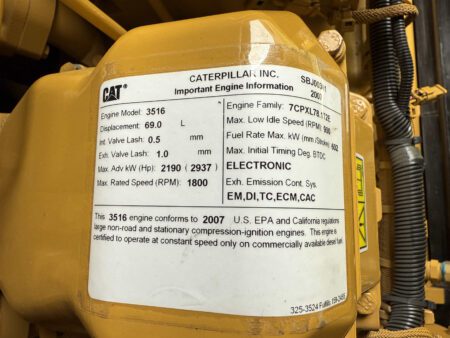 CATERPILLAR INC.
Important Engine Information 2007
CAT
Engine Model: 3516
Displacement: 69.0 L
Int. Valve Lash: 0.5 mm
Exh. Valve Lash: 1.0 mm
Max. Adv kW (Hp): 2190 (2937)
Max. Rated Speed (RPM): 1800
Engine Family: 7CPXL78.1T2E
Max. Low Idle Speed (RPM): 900
Fuel Rate Max. kW (mm /Stroke): 602
Max. Initial Timing Deg. BTDC
ELECTRONIC
Exh. Emission Cont. Sys.
EM,DI,TC,ECM,CAC
This 3516 engine conforms to 2007 U.S. EPA and California regulations
large non-road and stationary compression-ignition engines. This engine is
certified to operate at constant speed only on commercially available diesel fuel.
325-3524